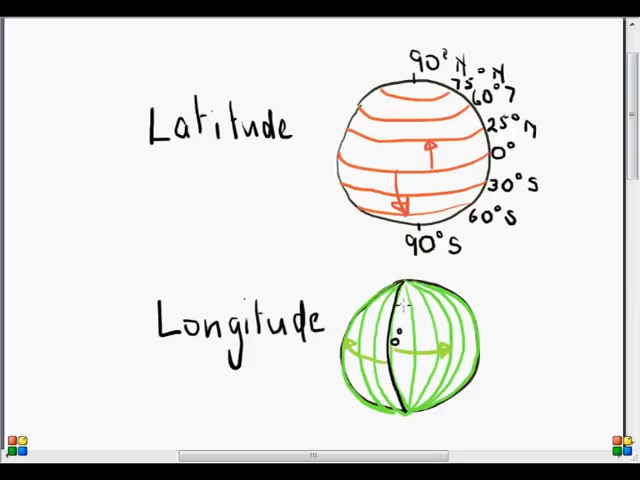 90° N
75° N
60° N
Latitude
25° N
0°
30° S
60° S
90° S
Longitude
0°